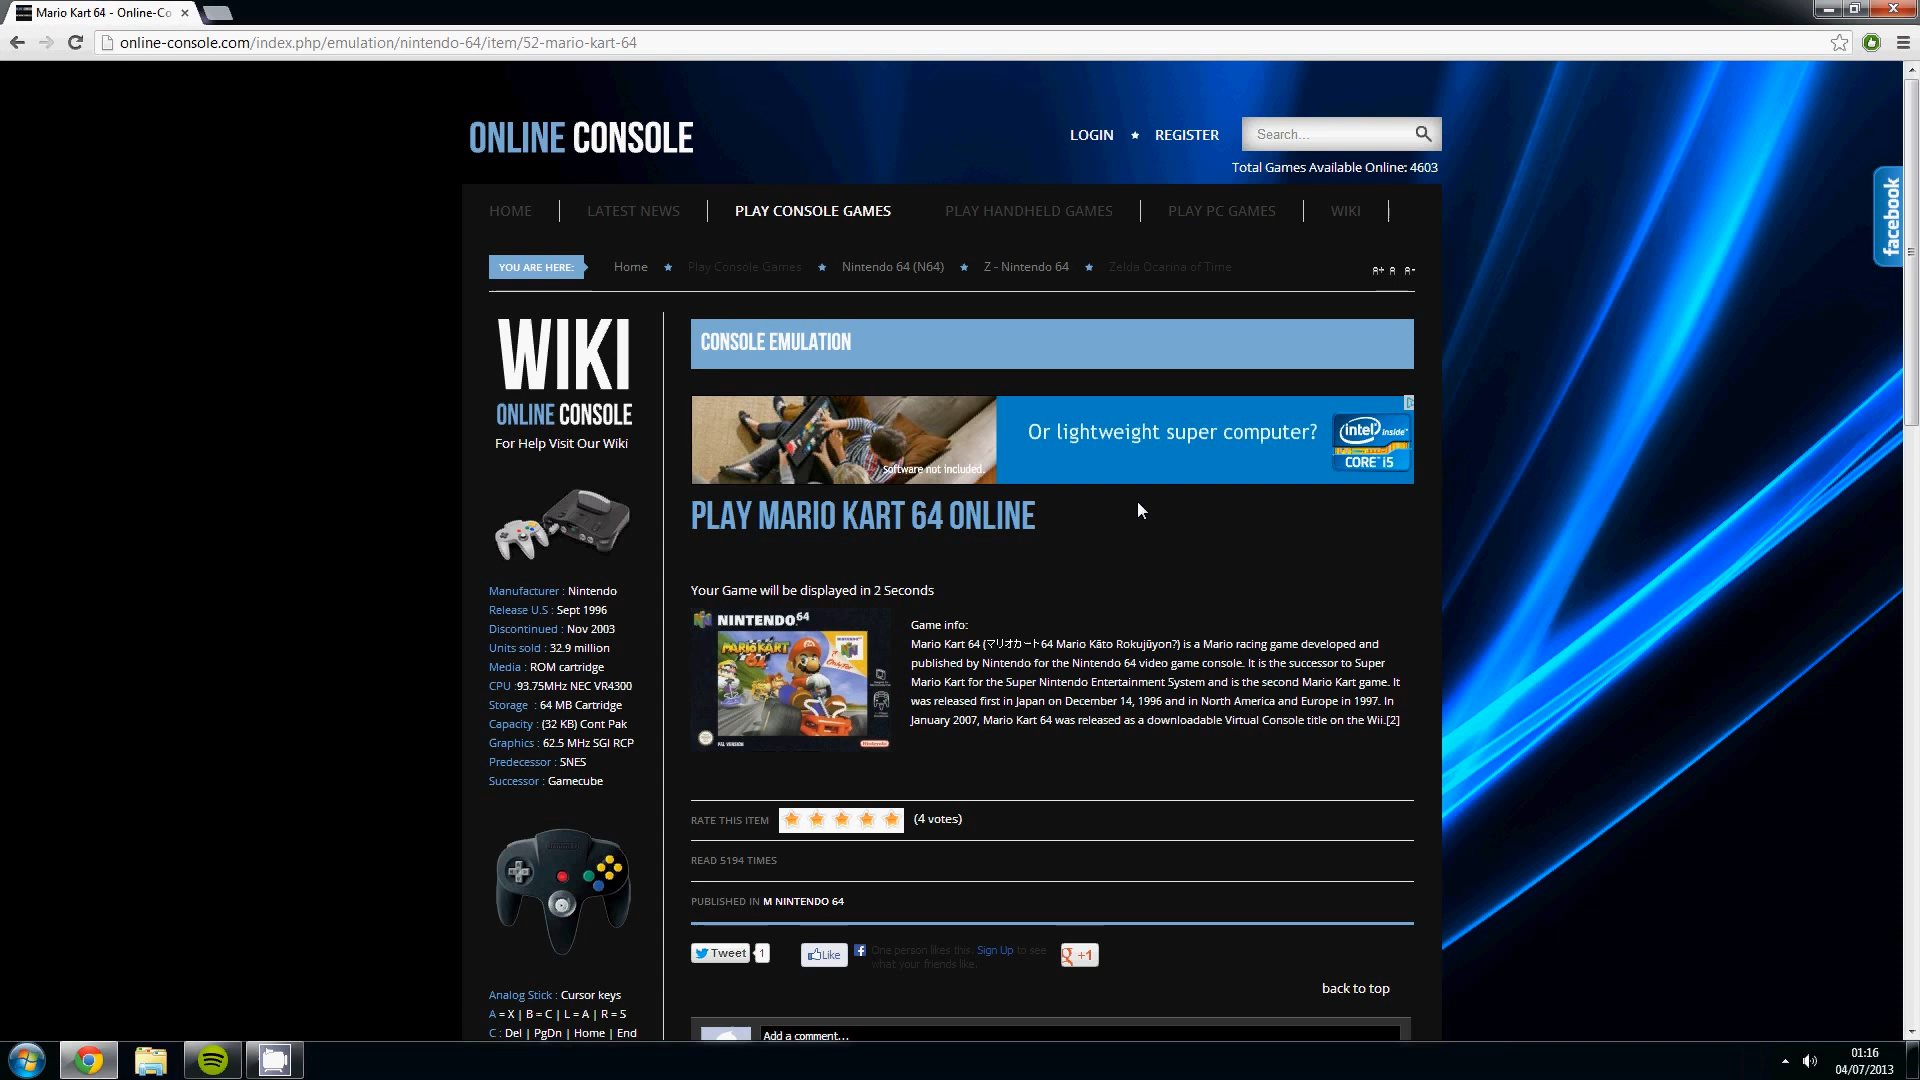 Mario Kart 64 - Online-Co
online-console.com/index.php/emulation/nintendo-64/item/52-mario-kart-64
ONLINE CONSOLE
LOGIN REGISTER Search...
Total Games Available Online: 4603
facebook
HOME LATEST NEWS PLAY CONSOLE GAMES PLAY HANDHELD GAMES PLAY PC GAMES WIKI
YOU ARE HERE: Home Play Console Games Nintendo 64 (N64) Z - Nintendo 64 Zelda Ocarina of Time A+ A A-
WIKI
ONLINE CONSOLE
For Help Visit Our Wiki
Manufacturer : Nintendo
Release U.S : Sept 1996
Discontinued : Nov 2003
Units sold : 32.9 million
Media : ROM cartridge
CPU :93.75MHz NEC VR4300
Storage : 64 MB Cartridge
Capacity : (32 KB) Cont Pak
Graphics : 62.5 MHz SGI RCP
Predecessor : SNES
Successor : Gamecube
Analog Stick : Cursor keys
A = X | B = C | L = A | R = S
C : Del | PgDn | Home | End
CONSOLE EMULATION
Or lightweight super computer?
Software not included.
intel inside™
CORE™ i5
PLAY MARIO KART 64 ONLINE
Your Game will be displayed in 2 Seconds
NINTENDO 64
MARIOKART
64
PAL VERSION
Nintendo
Game info:
Mario Kart 64 (マリオカート64 Mario Kāto Rokujūyon?) is a Mario racing game developed and
published by Nintendo for the Nintendo 64 video game console. It is the successor to Super
Mario Kart for the Super Nintendo Entertainment System and is the second Mario Kart game. It
was released first in Japan on December 14, 1996 and in North America and Europe in 1997. In
January 2007, Mario Kart 64 was released as a downloadable Virtual Console title on the Wii.[2]
RATE THIS ITEM (4 votes)
READ 5194 TIMES
PUBLISHED IN M NINTENDO 64
Tweet 1 Like One person likes this. Sign Up to see
what your friends like.
g +1
back to top
Add a comment...
01:16
04/07/2013